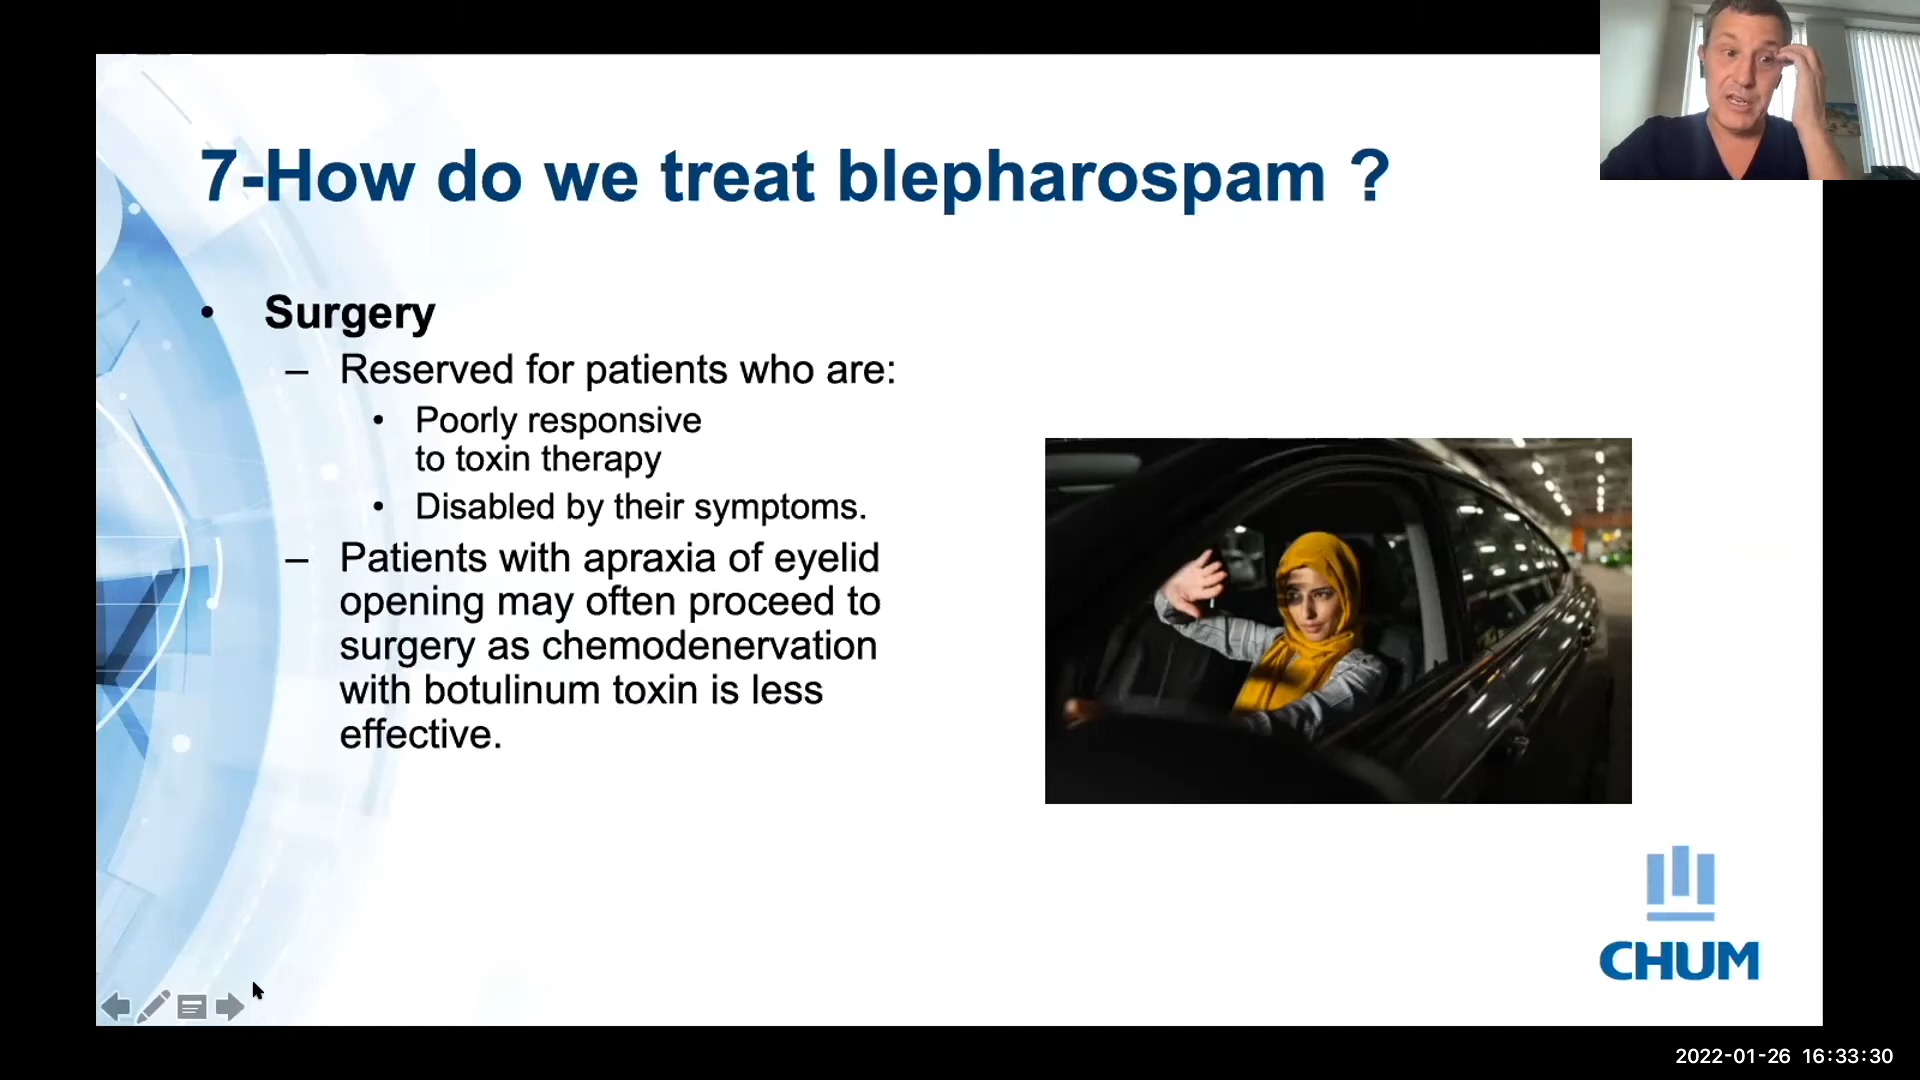 7-How do we treat blepharospam ?
• Surgery
– Reserved for patients who are:
• Poorly responsive
to toxin therapy
• Disabled by their symptoms.
– Patients with apraxia of eyelid
opening may often proceed to
surgery as chemodenervation
with botulinum toxin is less
effective.
CHUM
2022-01-26 16:33:30